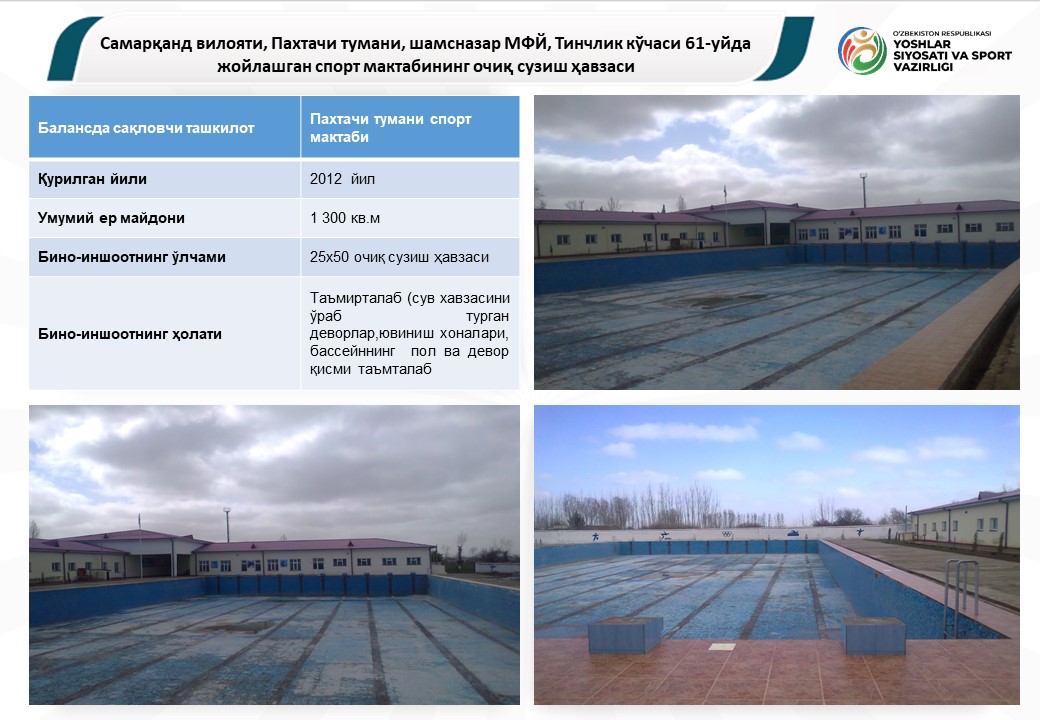 Самарқанд вилояти, Пахтачи тумани, шамсназар МФЙ, Тинчлик кўчаси 61-уйда
жойлашган спорт мактабининг очиқ сузиш ҳавзаси
O'ZBEKISTON RESPUBLIKASI
YOSHLAR
SIYOSATI VA SPORT
VAZIRLIGI
Балансда сақловчи ташкилот
Пахтачи тумани спорт
мактаби
Қурилган йили
2012 йил
Умумий ер майдони
1 300 кв.м
Бино-иншоотнинг ўлчами
25х50 очиқ сузиш ҳавзаси
Бино-иншоотнинг ҳолати
Таъмирталаб (сув хавзасини
ўраб турган
деворлар,ювиниш хоналари,
бассейннинг пол ва девор
қисми таъмталаб